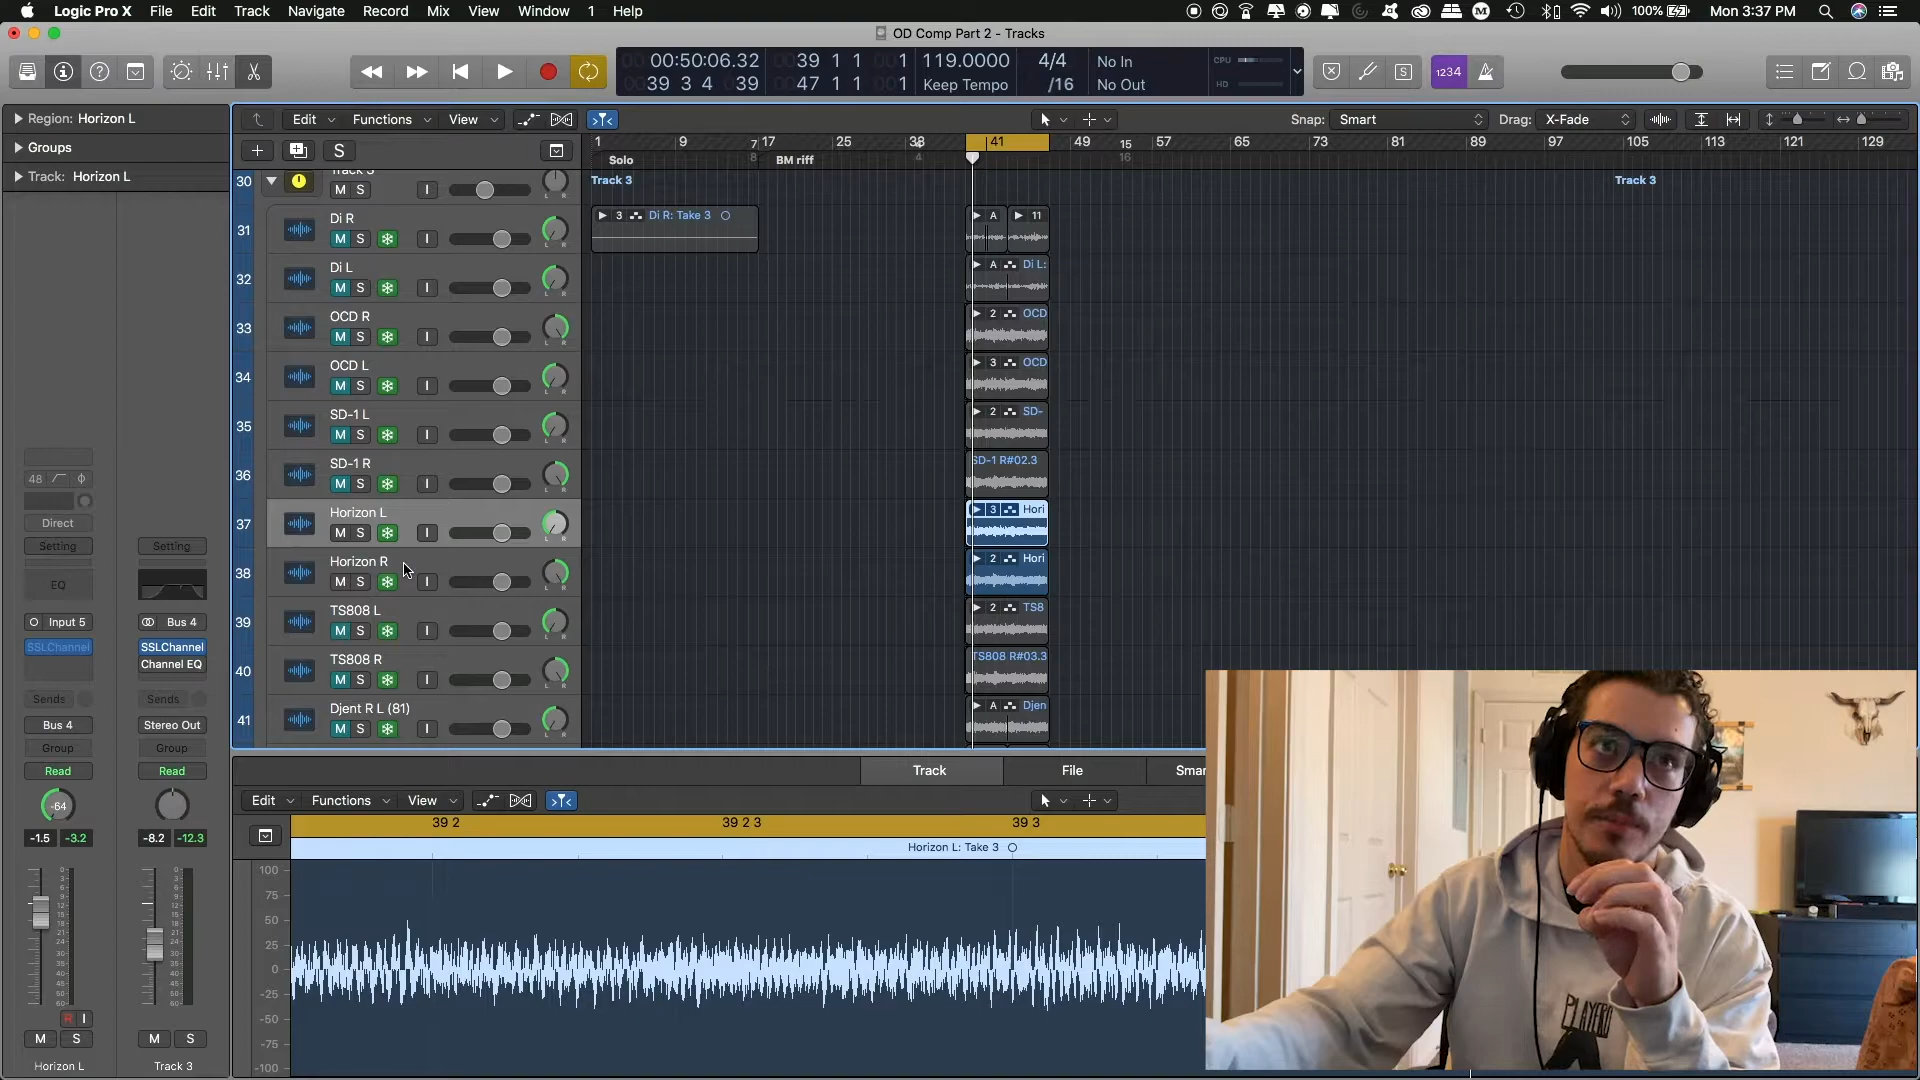 Logic Pro X File Edit Track Navigate Record Mix View Window 1 Help
100% Mon 3:37 PM
OD Comp Part 2 - Tracks
00:50:06.32 39 1 1 1 119.0000 4/4 No In CPU
39 3 4 39 47 1 1 1 Keep Tempo /16 No Out HD
1234
Region: Horizon L
Groups
Track: Horizon L
Edit Functions View Snap: Smart Drag: X-Fade
1 9 17 25 41 49 57 65 73 81 89 97 105 113 121 129
Solo BM riff
30 Track 3 M S I
Track 3 Track 3
31 Di R M S I
3 Di R: Take 3 A 11
32 Di L M S I A Di L:
33 OCD R M S I 2 OCD
34 OCD L M S I 3 OCD
35 SD-1 L M S I 2 SD-
36 SD-1 R M S I SD-1 R#02.3
37 Horizon L M S I 3 Hori
38 Horizon R M S I 2 Hori
39 TS808 L M S I 2 TS8
40 TS808 R M S I TS808 R#03.3
41 Djent R L (81) M S I A Djen
48
Direct
Setting Setting
EQ
Input 5 Bus 4
SSLChannel SSLChannel
Channel EQ
Sends Sends
Bus 4 Stereo Out
Group Group
Read Read
-64
-1.5 -3.2 -8.2 -12.3
R I
M S M S
Horizon L Track 3
Track File Smar
Edit Functions View
39 2 39 2 3 39 3
Horizon L: Take 3
100
75
50
25
0
-25
-50
-75
-100